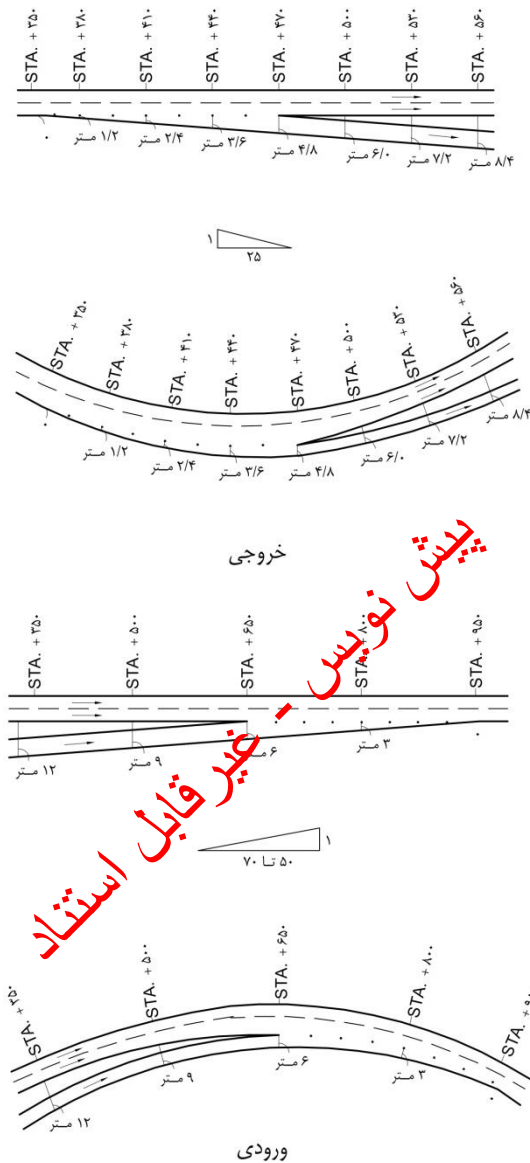 STA. + ۳۵۰ STA. + ۳۸۰ STA. + ۴۱۰ STA. + ۴۴۰ STA. + ۴۷۰ STA. + ۵۰۰ STA. + ۵۳۰ STA. + ۵۶۰
۰ ۱/۲ متر ۲/۴ متر ۳/۶ متر ۴/۸ متر ۶/۰ متر ۷/۲ متر ۸/۴ متر
۱
۲۵
STA. + ۳۵۰ STA. + ۳۸۰ STA. + ۴۱۰ STA. + ۴۴۰ STA. + ۴۷۰ STA. + ۵۰۰ STA. + ۵۳۰ STA. + ۵۶۰
۰ ۱/۲ متر ۲/۴ متر ۳/۶ متر ۴/۸ متر ۶/۰ متر ۷/۲ متر ۸/۴ متر
خروجی
پیش نویس - غیر قابل استناد
STA. + ۳۵۰ STA. + ۵۰۰ STA. + ۶۵۰ STA. + ۸۰۰ STA. + ۹۵۰
۱۲ متر ۹ متر ۶ متر ۳ متر ۰
۱
۵۰ تا ۷۰
STA. + ۳۵۰ STA. + ۵۰۰ STA. + ۶۵۰ STA. + ۸۰۰ STA. + ۹
۱۲ متر ۹ متر ۶ متر ۳ متر ۰
ورودی